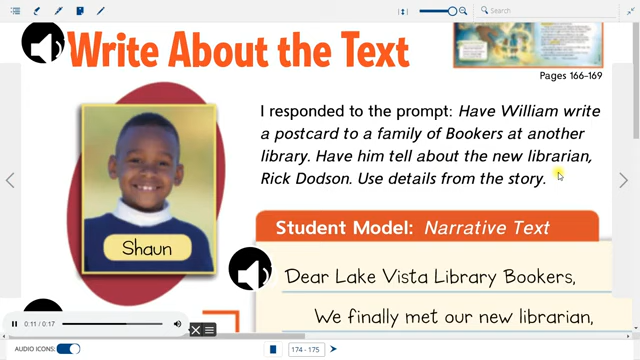 Search
Write About the Text
Pages 166-169
I responded to the prompt: Have William write
a postcard to a family of Bookers at another
library. Have him tell about the new librarian,
Rick Dodson. Use details from the story.
Shaun
Student Model: Narrative Text
Dear Lake Vista Library Bookers,
We finally met our new librarian,
0:11 / 0:17
AUDIO ICONS:
174 - 175